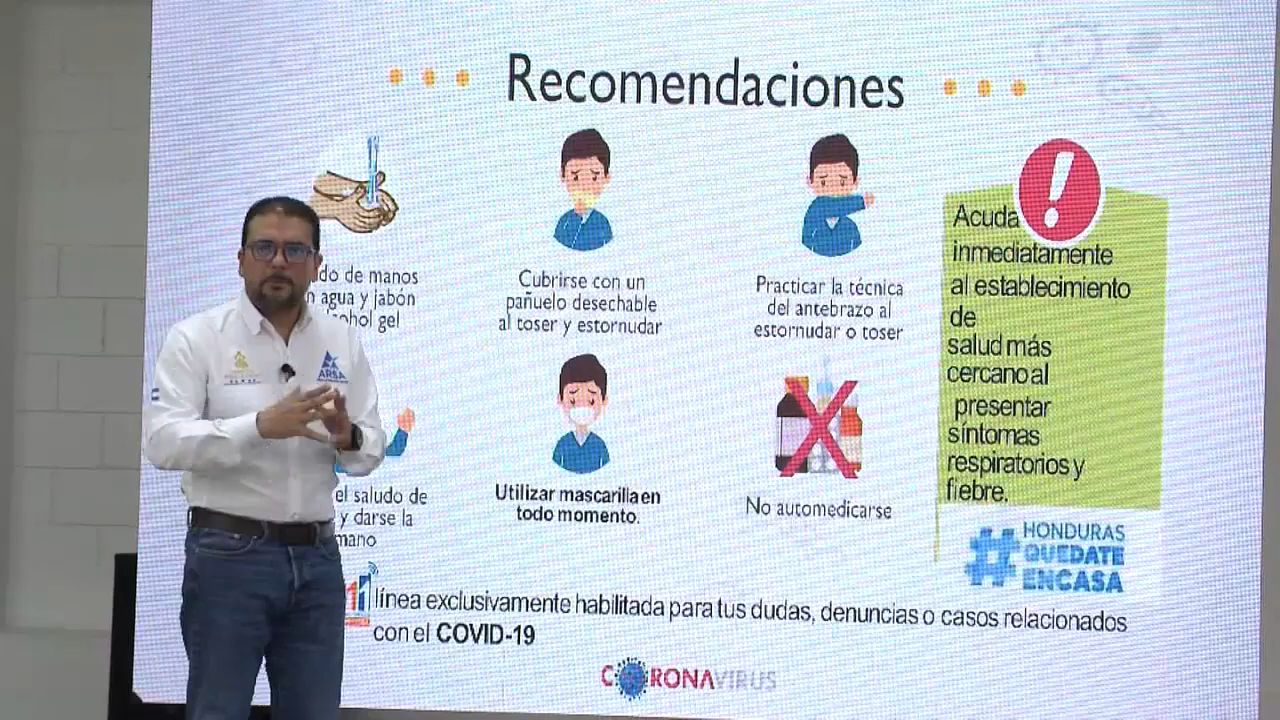 Recomendaciones
do de manos
agua y jabón
ohol gel
Cubrirse con un
pañuelo desechable
al toser y estornudar
Practicar la técnica
del antebrazo al
estornudar o toser
el saludo de
y darse la
mano
Utilizar mascarilla en
todo momento.
No automedicarse
!
Acuda
inmediatamente
al establecimiento
de
salud más
cercano al
presentar
síntomas
respiratorios y
fiebre.
#HONDURAS
QUEDATE
ENCASA
línea exclusivamente habilitada para tus dudas, denuncias o casos relacionados
con el COVID-19
CORONAVIRUS
ARSA